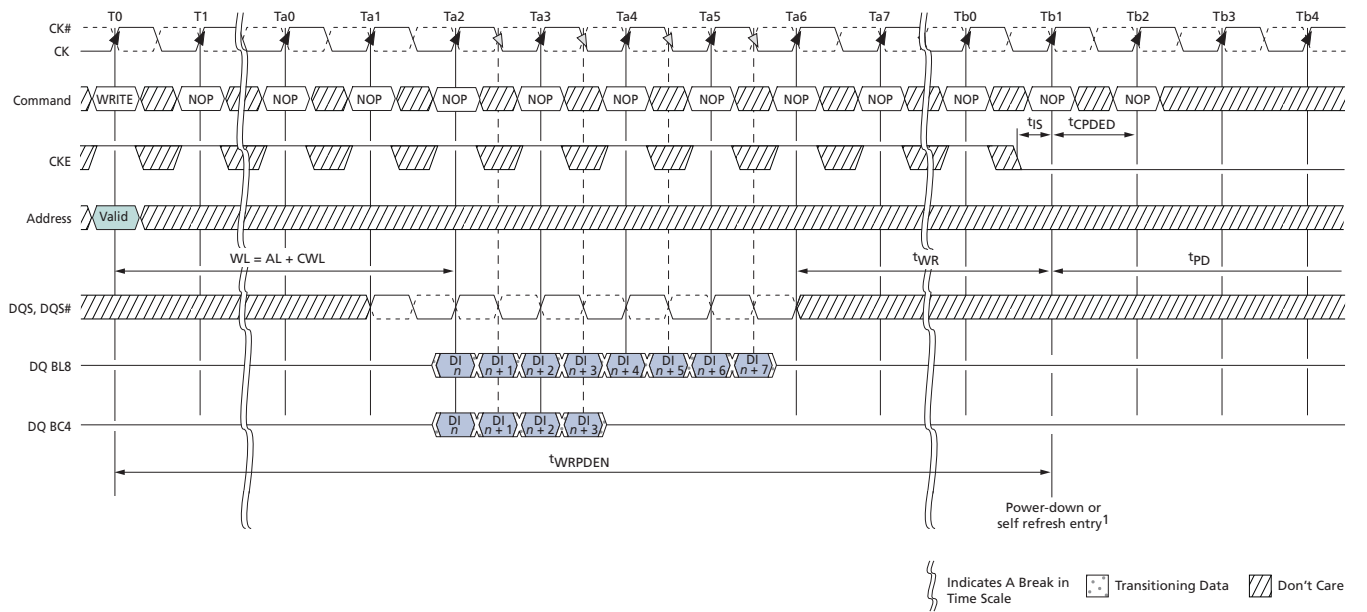 T0 T1 Ta0 Ta1 Ta2 Ta3 Ta4 Ta5 Ta6 Ta7 Tb0 Tb1 Tb2 Tb3 Tb4
CK#
CK
Command WRITE NOP NOP NOP NOP NOP NOP NOP NOP NOP NOP NOP NOP
tIS tCPDED
CKE
Address Valid
WL = AL + CWL tWR tPD
DQS, DQS#
DQ BL8 DI n DI n + 1 DI n + 2 DI n + 3 DI n + 4 DI n + 5 DI n + 6 DI n + 7
DQ BC4 DI n DI n + 1 DI n + 2 DI n + 3
tWRPDEN
Power-down or
self refresh entry1
Indicates A Break in
Time Scale
Transitioning Data
Don't Care